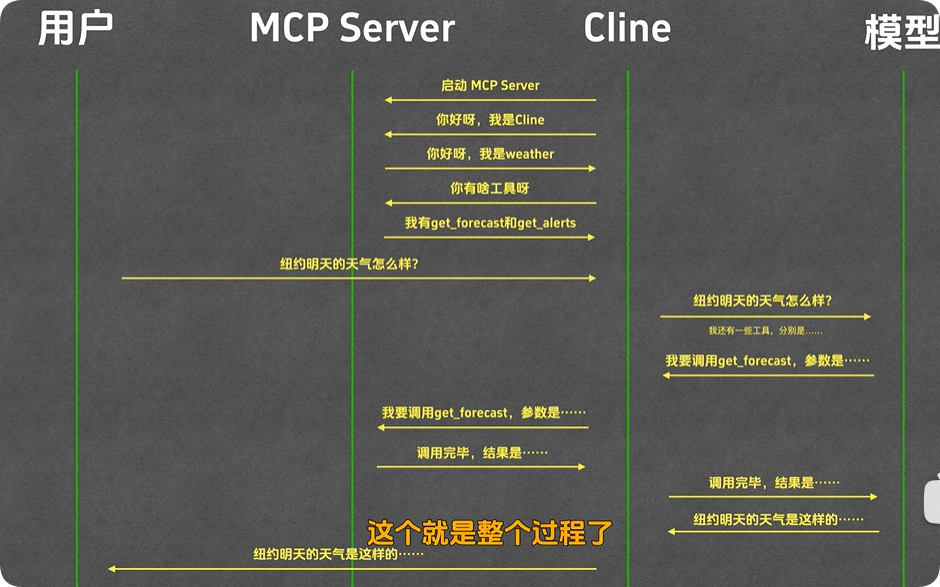 用户 MCP Server Cline 模型
启动 MCP Server
你好呀，我是Cline
你好呀，我是weather
你有啥工具呀
我有get_forecast和get_alerts
纽约明天的天气怎么样？
纽约明天的天气怎么样？
我还有一些工具，分别是……
我要调用get_forecast，参数是……
我要调用get_forecast，参数是……
调用完毕，结果是……
调用完毕，结果是……
纽约明天的天气是这样的……
这个就是整个过程了
纽约明天的天气是这样的……